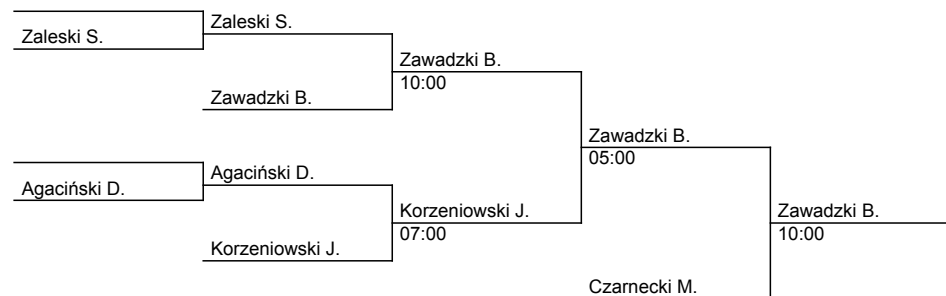 Zaleski S.
Zaleski S.
Zawadzki B.
10:00
Zawadzki B.
Zawadzki B.
05:00
Agaciński D.
Agaciński D.
Korzeniowski J.
07:00
Zawadzki B.
10:00
Korzeniowski J.
Czarnecki M.